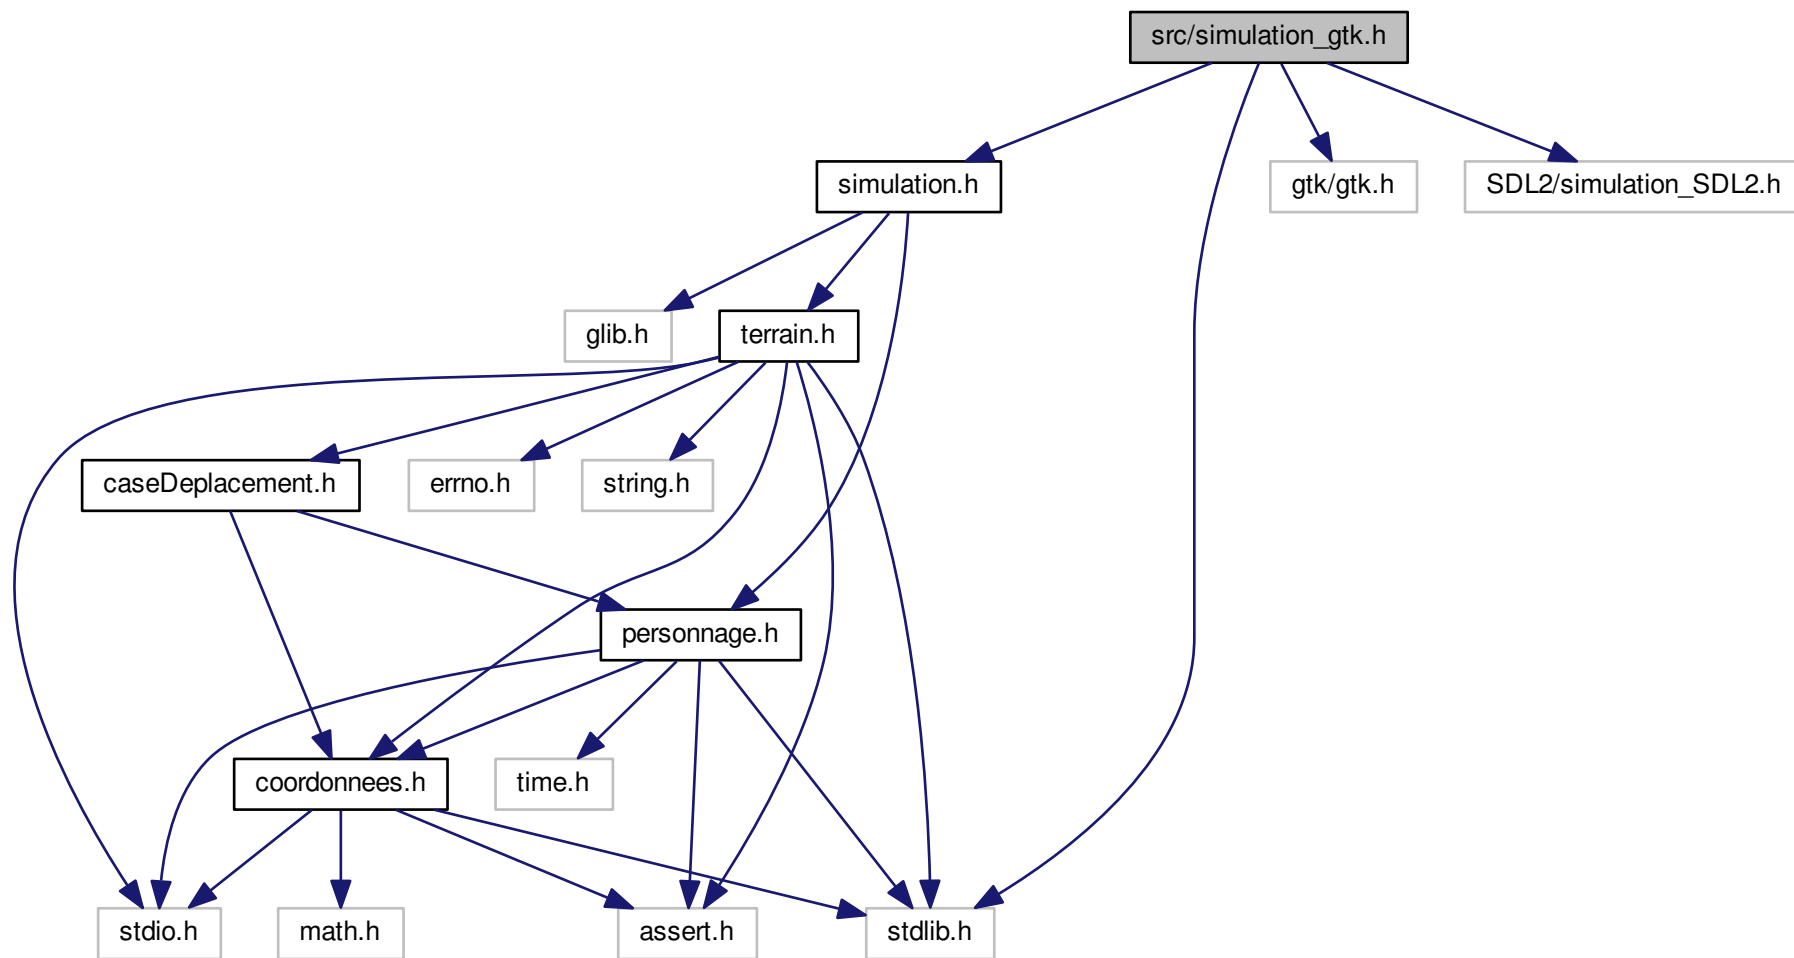 src/simulation_gtk.h
simulation.h
gtk/gtk.h
SDL2/simulation_SDL2.h
glib.h
terrain.h
caseDeplacement.h
errno.h
string.h
personnage.h
coordonnees.h
time.h
stdio.h
math.h
assert.h
stdlib.h